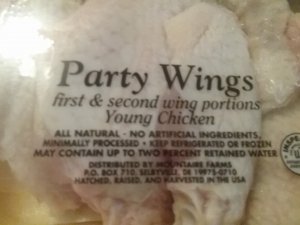 Party Wings
first & second wing portions
Young Chicken
ALL NATURAL - NO ARTIFICIAL INGREDIENTS,
MINIMALLY PROCESSED • KEEP REFRIGERATED OR FROZEN
MAY CONTAIN UP TO TWO PERCENT RETAINED WATER
DISTRIBUTED BY MOUNTAIRE FARMS
P.O. BOX 710, SELBYVILLE, DE 19975-0710
HATCHED, RAISED, AND HARVESTED IN THE USA